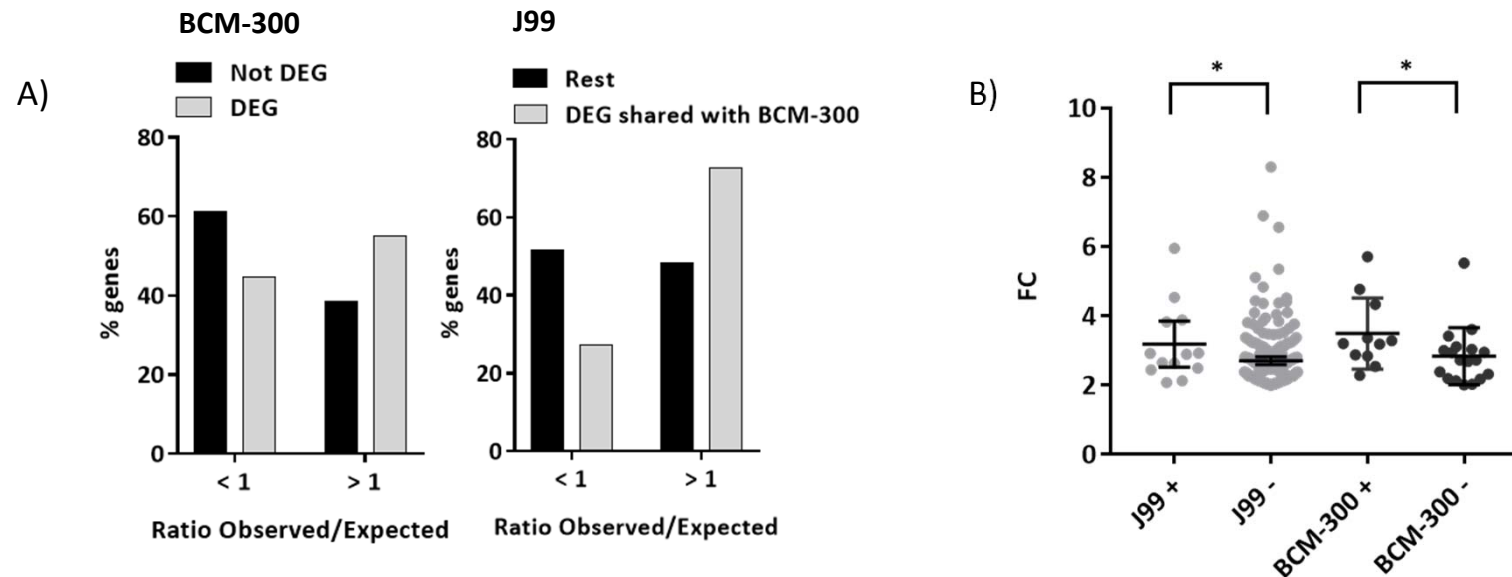 BCM-300
J99
A)
Not DEG
DEG
Rest
DEG shared with BCM-300
B)
80
60
40
20
0
% genes
< 1
> 1
Ratio Observed/Expected
80
60
40
20
0
% genes
< 1
> 1
Ratio Observed/Expected
*
*
10
8
6
4
2
0
FC
J99 +
J99 -
BCM-300 +
BCM-300 -